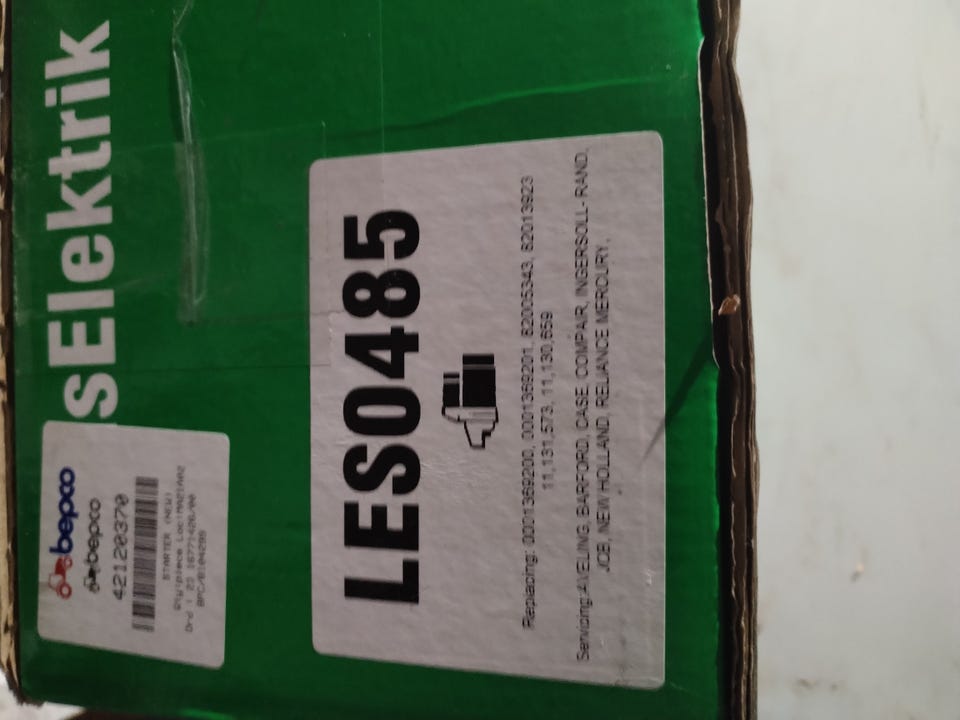 sElektrik
bepco
bepco
42120370
STARTER (NEW)
LES0485
Replacing: 0001369200, 0001369201, 82005343, 82013923
11,131,573, 11,130,659
Servicing:AVELING BARFORD, CASE, COMPAIR, INGERSOLL- RAND,
JCB, NEW HOLLAND, RELIANCE MERCURY,